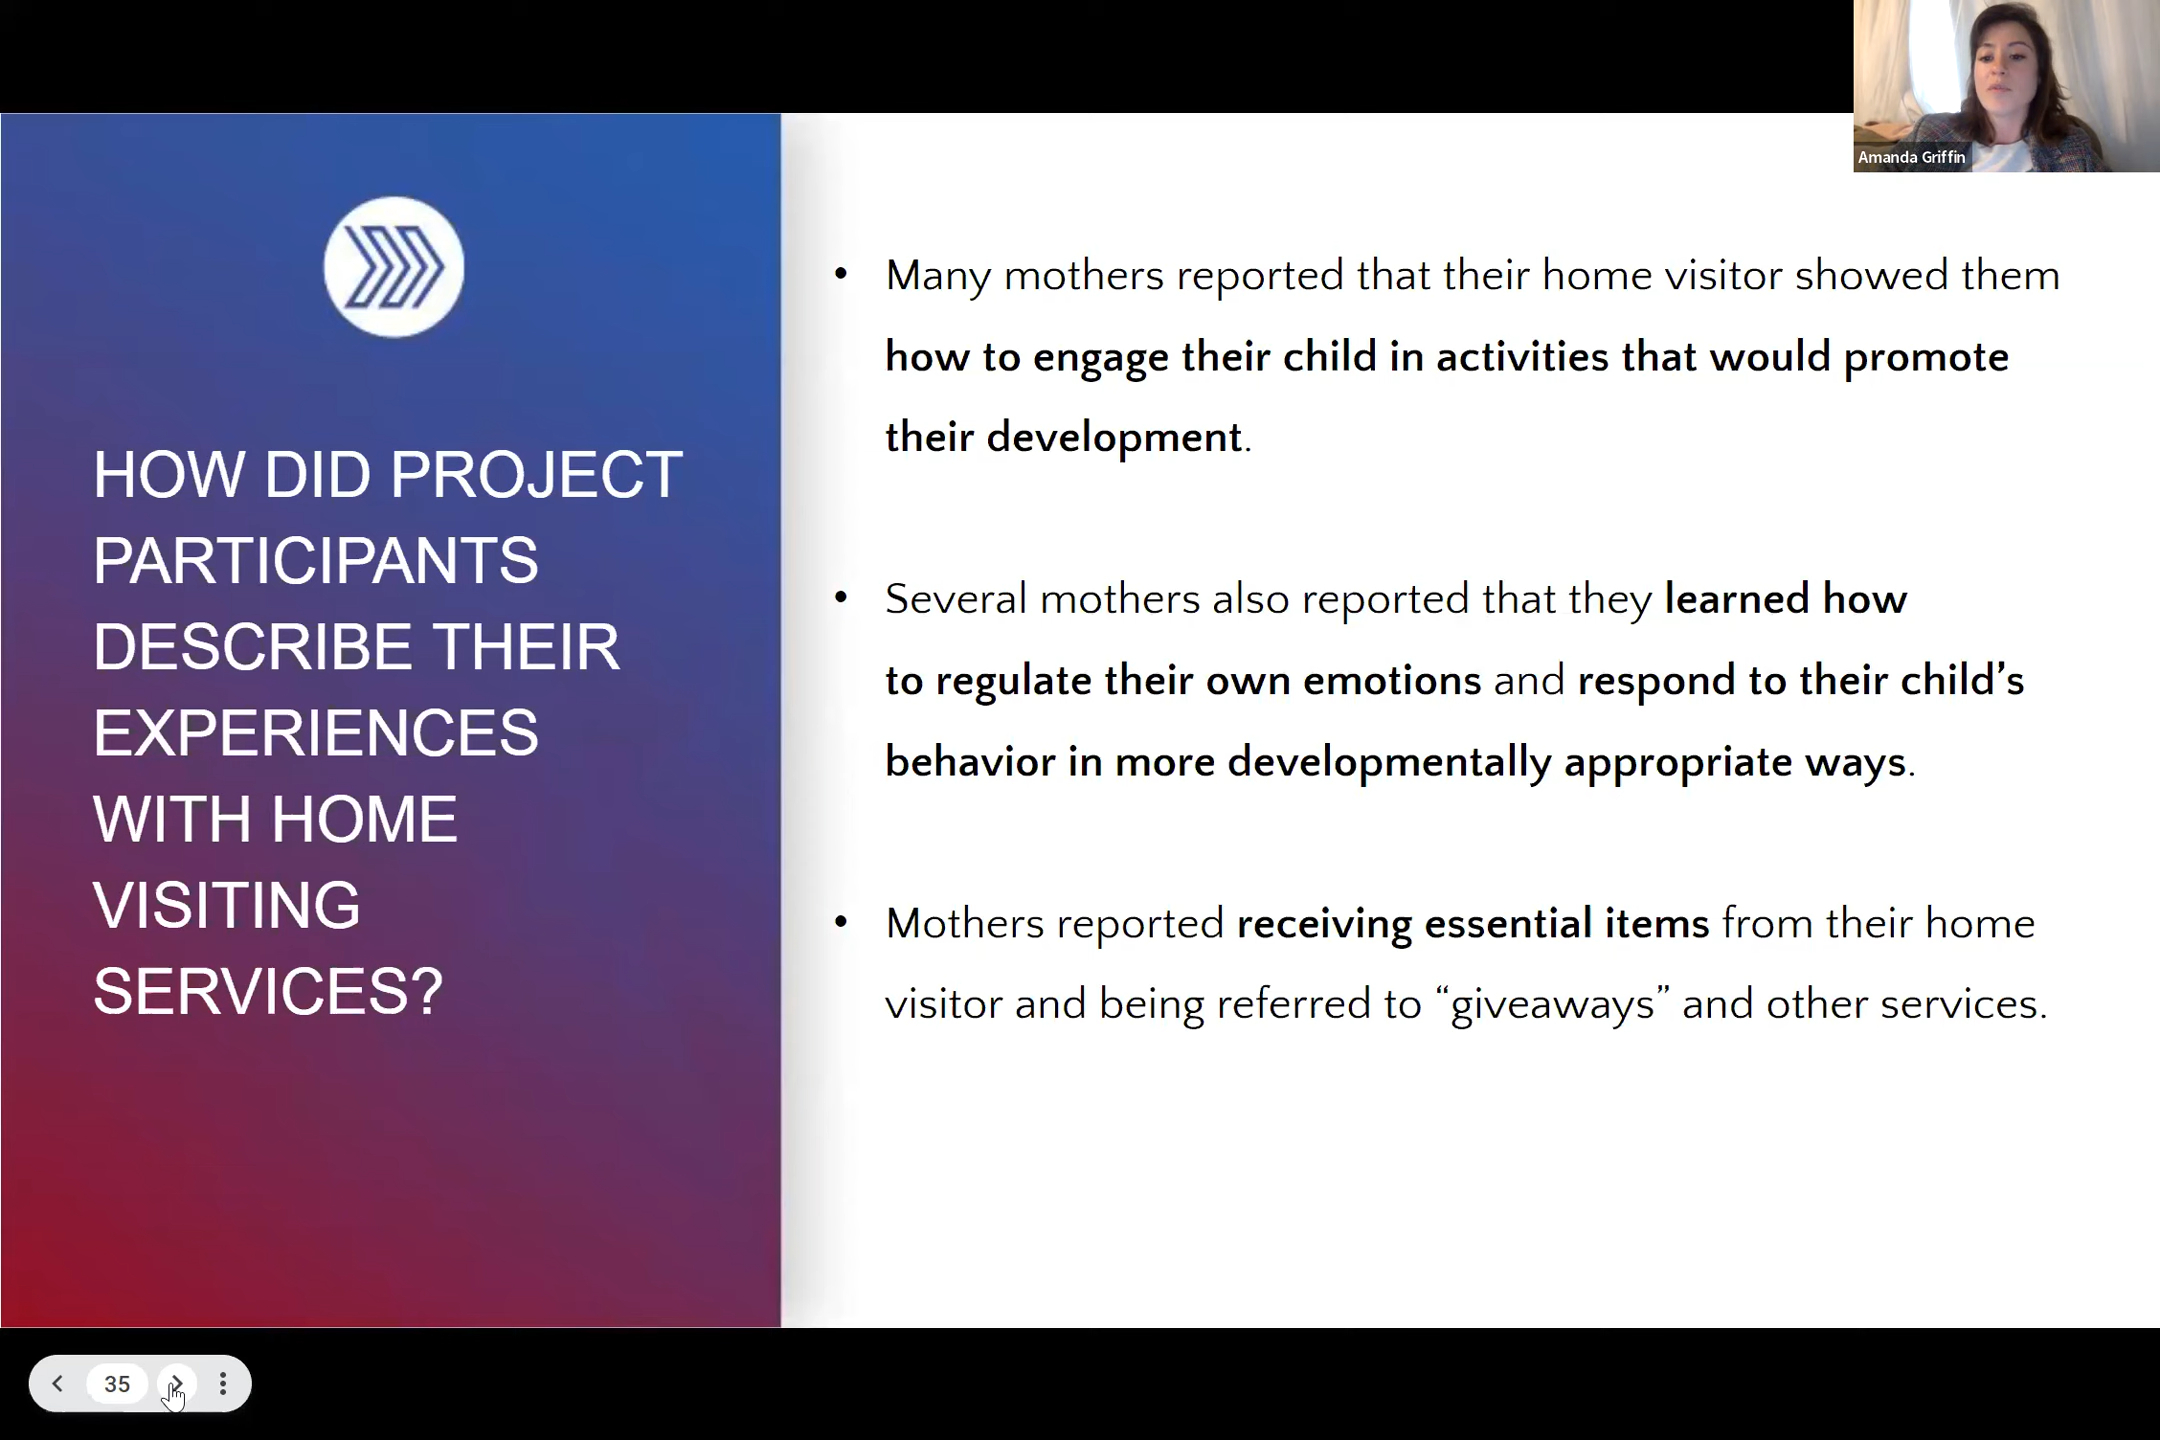 Amanda Griffin
HOW DID PROJECT
PARTICIPANTS
DESCRIBE THEIR
EXPERIENCES
WITH HOME
VISITING
SERVICES?
• Many mothers reported that their home visitor showed them
how to engage their child in activities that would promote
their development.
• Several mothers also reported that they learned how
to regulate their own emotions and respond to their child’s
behavior in more developmentally appropriate ways.
• Mothers reported receiving essential items from their home
visitor and being referred to “giveaways” and other services.
35